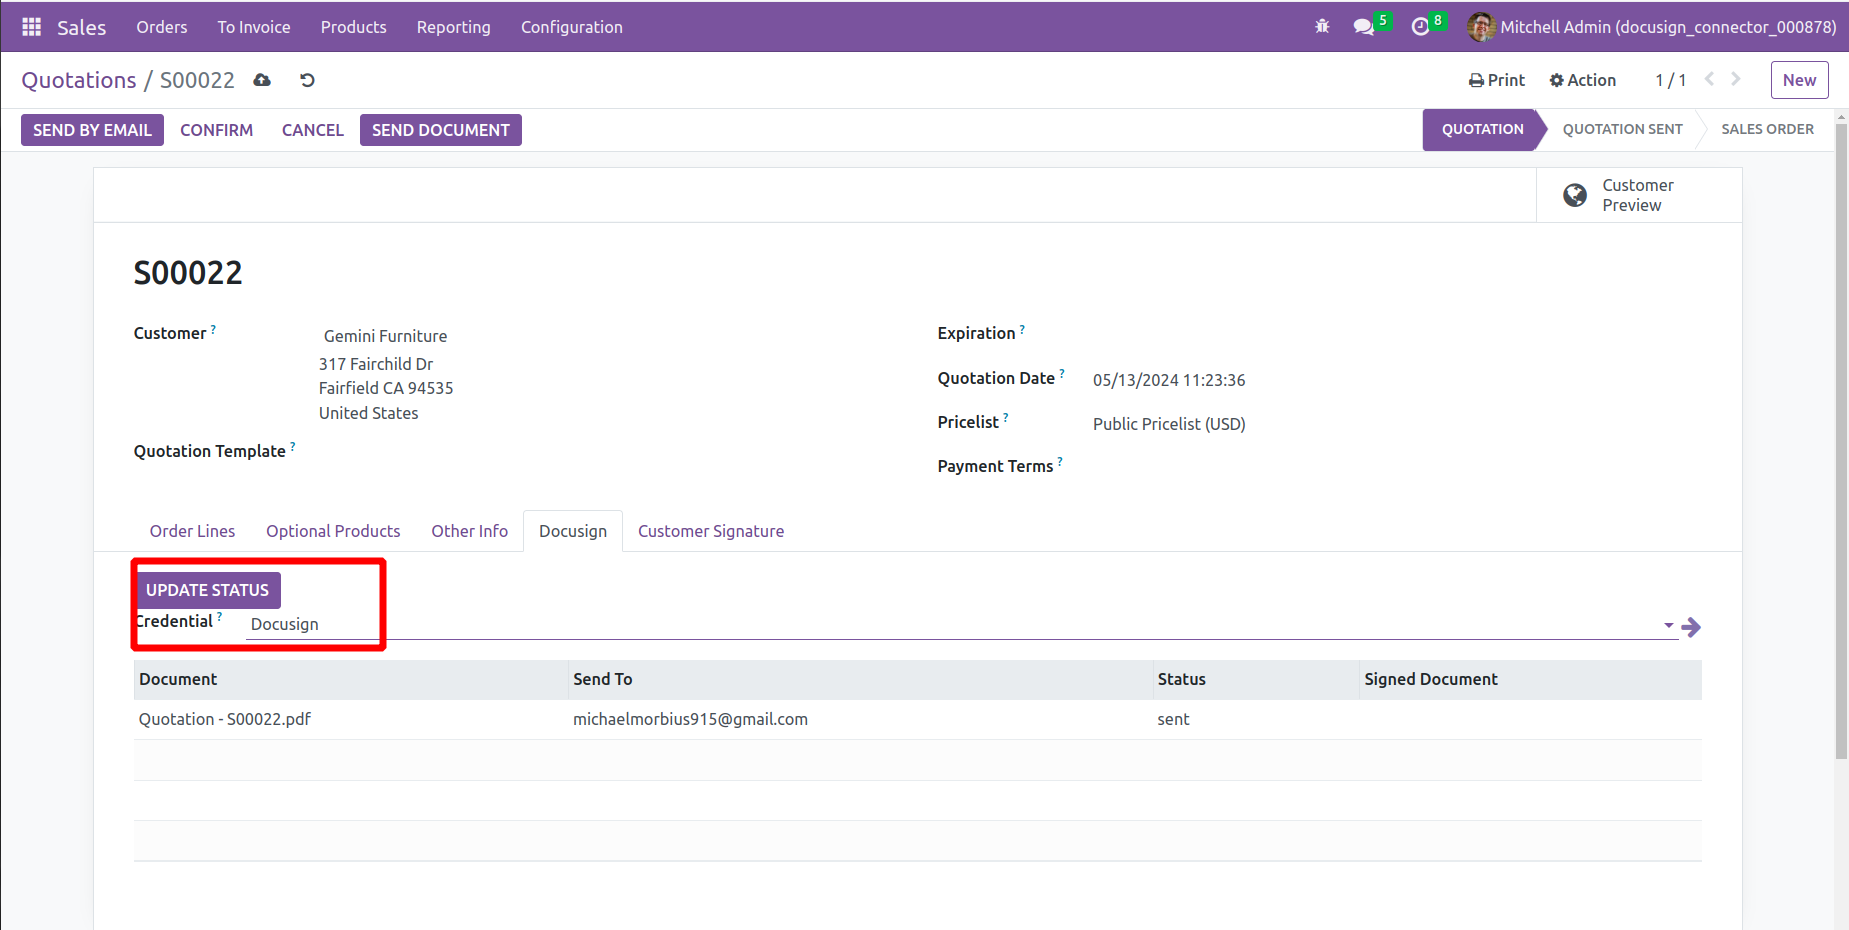 Sales Orders To Invoice Products Reporting Configuration 5 8 Mitchell Admin (docusign_connector_000878)
Quotations / S00022 Print Action 1 / 1 New
SEND BY EMAIL CONFIRM CANCEL SEND DOCUMENT QUOTATION QUOTATION SENT SALES ORDER
Customer
Preview
S00022
Customer ? Gemini Furniture
317 Fairchild Dr
Fairfield CA 94535
United States
Quotation Template ?
Expiration ?
Quotation Date ? 05/13/2024 11:23:36
Pricelist ? Public Pricelist (USD)
Payment Terms ?
Order Lines Optional Products Other Info Docusign Customer Signature
UPDATE STATUS
Credential ? Docusign
Document Send To Status Signed Document
Quotation - S00022.pdf michaelmorbius915@gmail.com sent